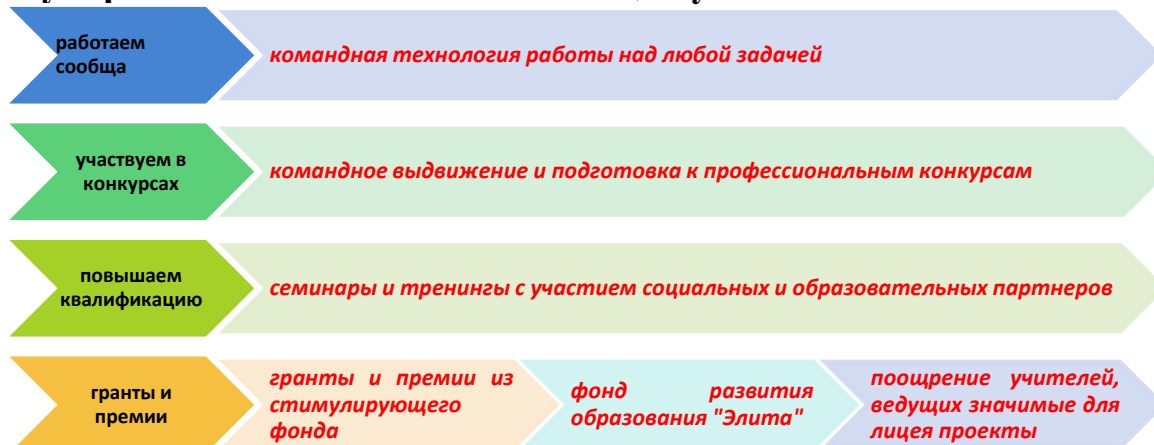 работаем
сообща
командная технология работы над любой задачей
участвуем в
конкурсах
командное выдвижение и подготовка к профессиональным конкурсам
повышаем
квалификацию
семинары и тренинги с участием социальных и образовательных партнеров
гранты и
премии
гранты и премии из
стимулирующего
фонда
фонд развития
образования "Элита"
поощрение учителей,
ведущих значимые для
лицея проекты